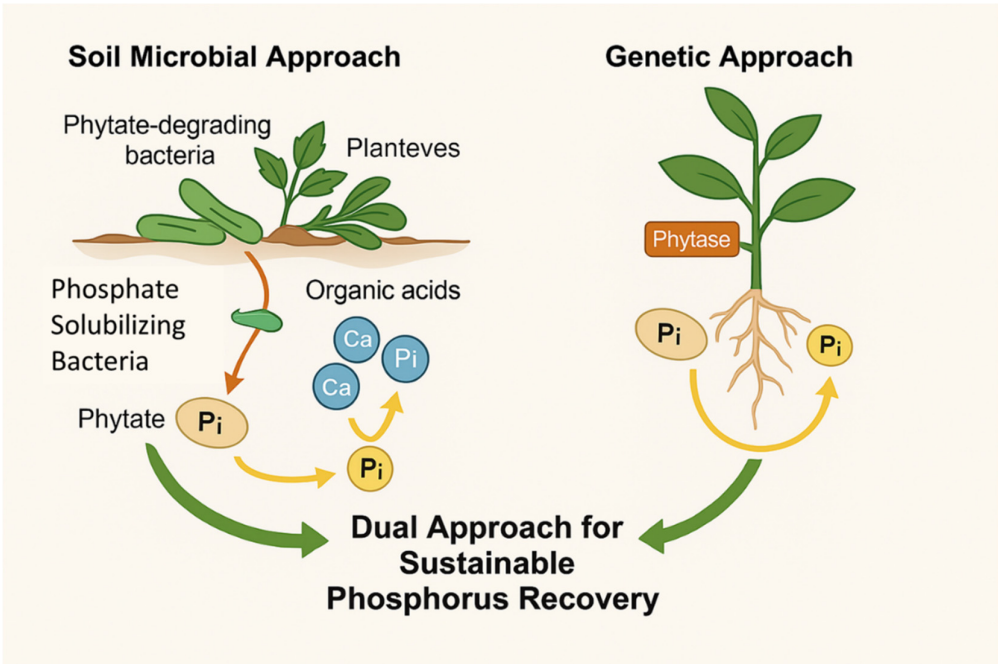 Soil Microbial Approach
Phytate-degrading
bacteria
Planteves
Phosphate
Solubilizing
Bacteria
Organic acids
Ca
Pi
Ca
Phytate
Pi
Pi
Genetic Approach
Phytase
Pi
Pi
Dual Approach for
Sustainable
Phosphorus Recovery